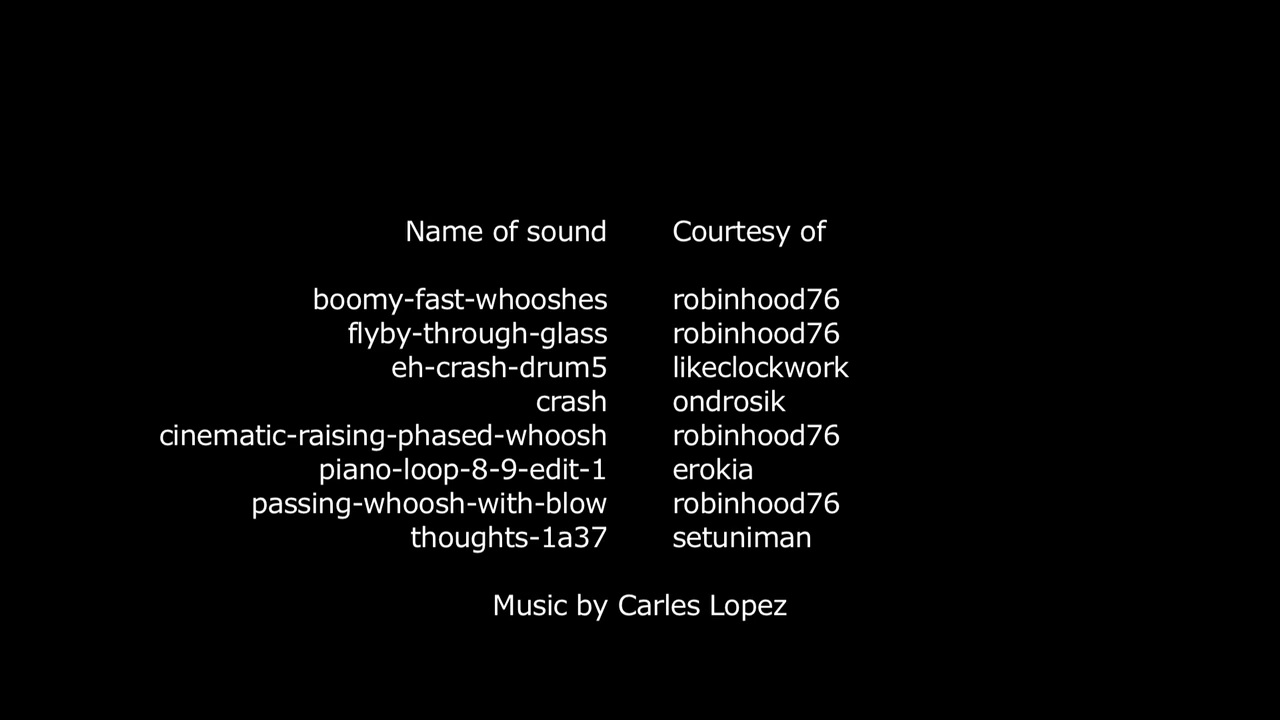 Name of sound Courtesy of
boomy-fast-whooshes robinhood76
flyby-through-glass robinhood76
eh-crash-drum5 likeclockwork
crash ondrosik
cinematic-raising-phased-whoosh robinhood76
piano-loop-8-9-edit-1 erokia
passing-whoosh-with-blow robinhood76
thoughts-1a37 setuniman
Music by Carles Lopez